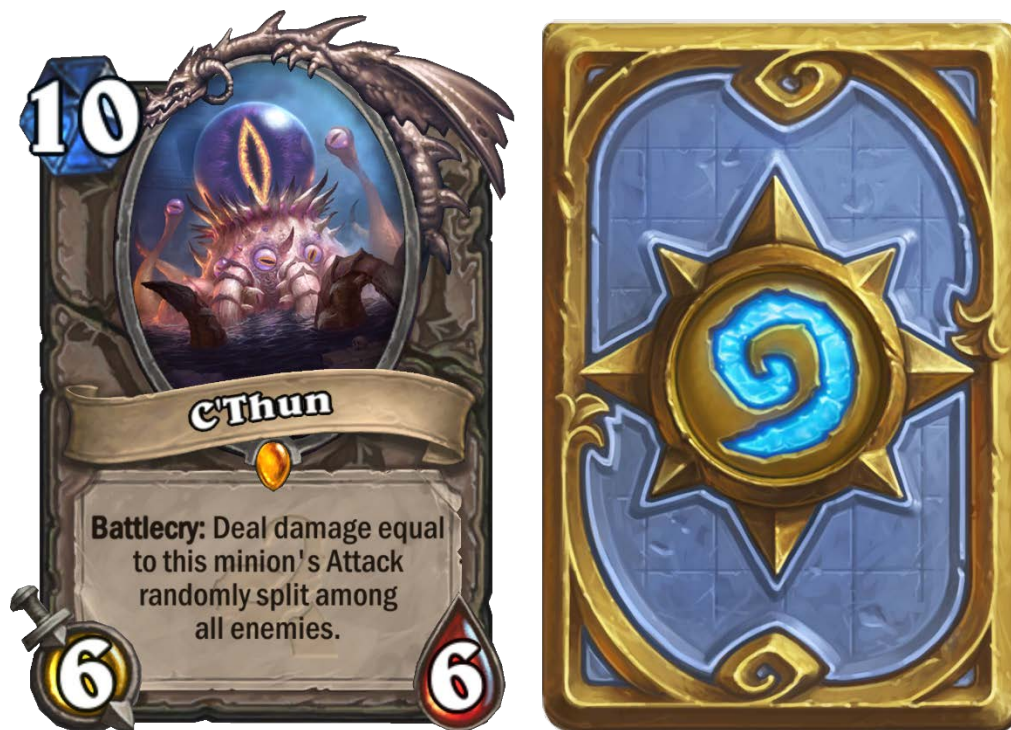 10
C'Thun
Battlecry: Deal damage equal
to this minion's Attack
randomly split among
all enemies.
6
6